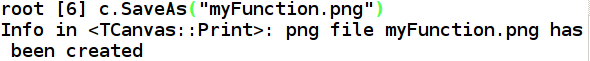 root [6] c.SaveAs("myFunction.png")
Info in <TCanvas::Print>: png file myFunction.png has
been created